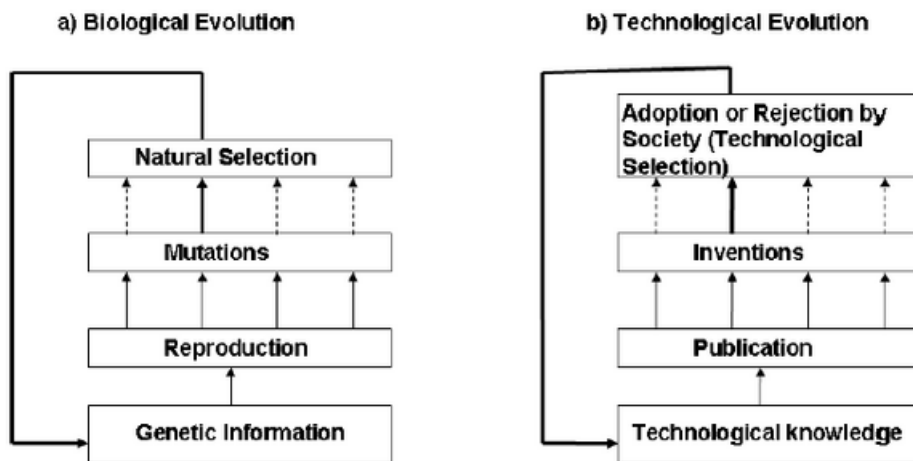 a) Biological Evolution
Natural Selection
Mutations
Reproduction
Genetic Information
b) Technological Evolution
Adoption or Rejection by
Society (Technological
Selection)
Inventions
Publication
Technological knowledge